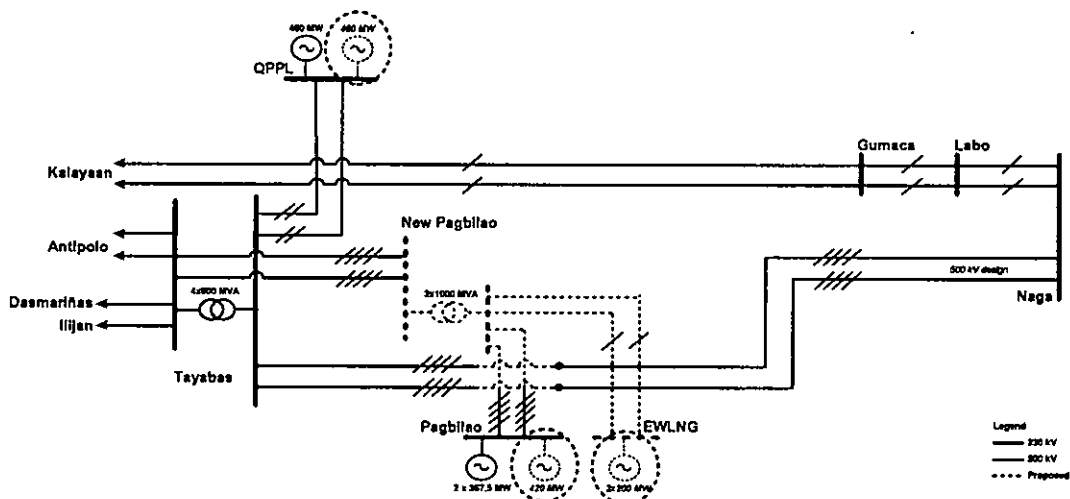 460 MW
460 MW
QPPL
Gumaca
Labo
Kalayaan
New Pagbilao
Antipolo
500 kV design
4x600 MVA
2x1000 MVA
Dasmariñas
Naga
Ilijan
Tayabas
Pagbilao
EWLNG
2 x 367.5 MW
420 MW
Legend
230 kV
500 kV
Proposed